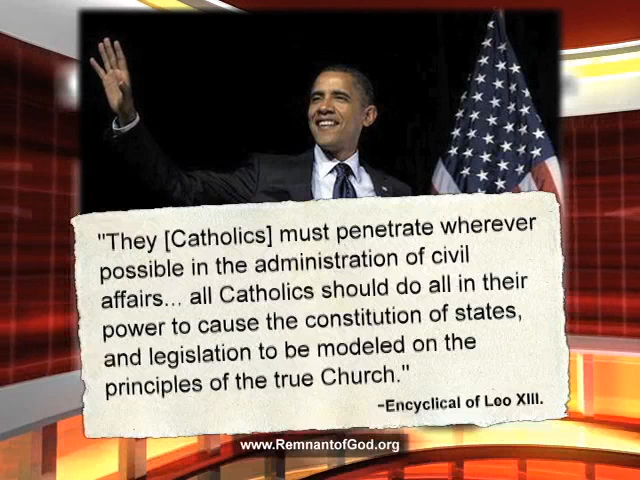 "They [Catholics] must penetrate wherever
possible in the administration of civil
affairs... all Catholics should do all in their
power to cause the constitution of states,
and legislation to be modeled on the
principles of the true Church."
-Encyclical of Leo XIII.
www.RemnantofGod.org